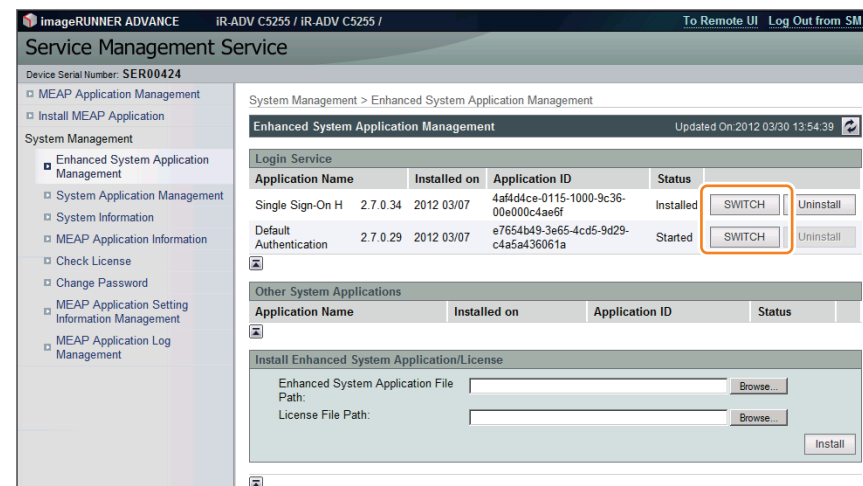 imageRUNNER ADVANCE iR-ADV C5255 / iR-ADV C5255 / To Remote UI Log Out from SM
Service Management Service
Device Serial Number: SER00424
MEAP Application Management
Install MEAP Application
System Management
Enhanced System Application
Management
System Application Management
System Information
MEAP Application Information
Check License
Change Password
MEAP Application Setting
Information Management
MEAP Application Log
Management
System Management > Enhanced System Application Management
Enhanced System Application Management Updated On:2012 03/30 13:54:39
Login Service
Application Name Installed on Application ID Status
Single Sign-On H 2.7.0.34 2012 03/07 4af4d4ce-0115-1000-9c36-
00e000c4ae6f Installed SWITCH Uninstall
Default
Authentication 2.7.0.29 2012 03/07 e7654b49-3e65-4cd5-9d29-
c4a5a436061a Started SWITCH Uninstall
Other System Applications
Application Name Installed on Application ID Status
Install Enhanced System Application/License
Enhanced System Application File
Path: Browse...
License File Path: Browse...
Install